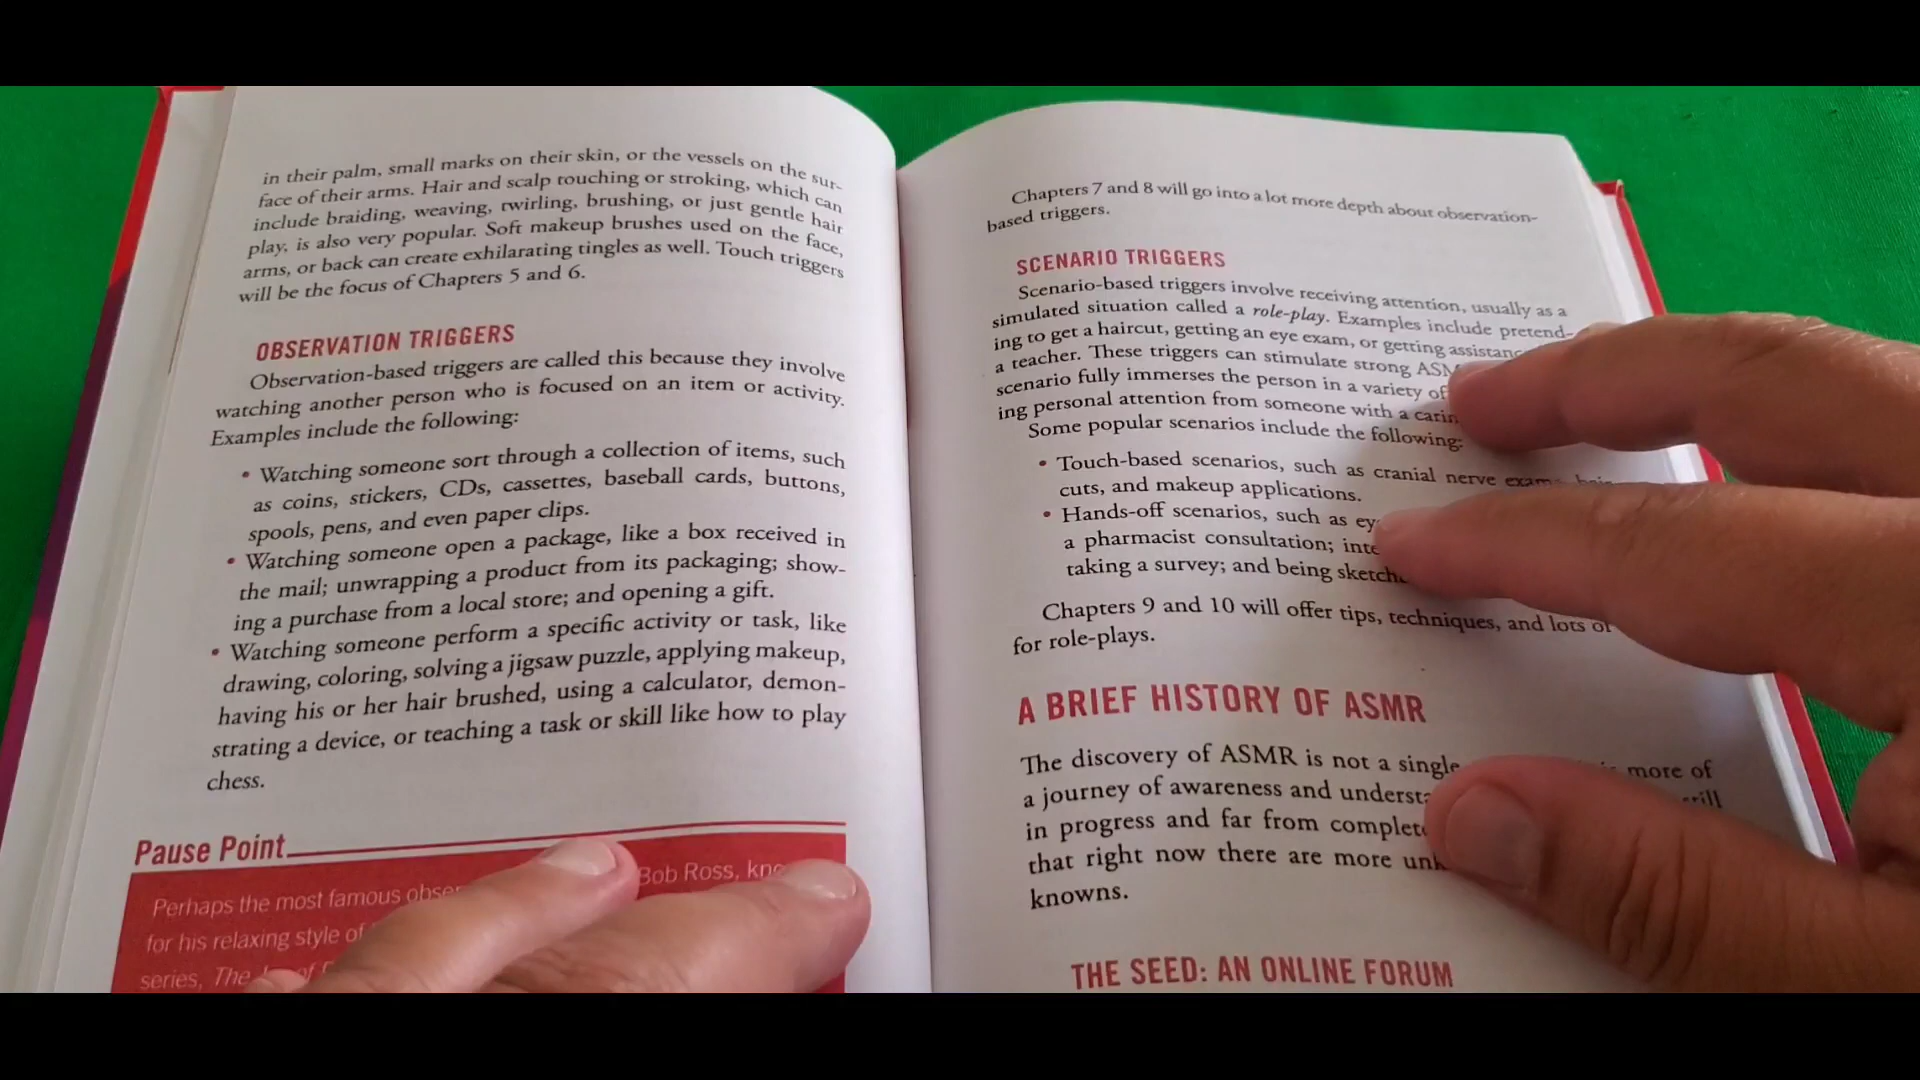 in their palm, small marks on their skin, or the vessels on the sur-
face of their arms. Hair and scalp touching or stroking, which can
include braiding, weaving, twirling, brushing, or just gentle hair
play, is also very popular. Soft makeup brushes used on the face,
arms, or back can create exhilarating tingles as well. Touch triggers
will be the focus of Chapters 5 and 6.
OBSERVATION TRIGGERS
Observation-based triggers are called this because they involve
watching another person who is focused on an item or activity.
Examples include the following:
• Watching someone sort through a collection of items, such
as coins, stickers, CDs, cassettes, baseball cards, buttons,
spools, pens, and even paper clips.
• Watching someone open a package, like a box received in
the mail; unwrapping a product from its packaging; show-
ing a purchase from a local store; and opening a gift.
• Watching someone perform a specific activity or task, like
drawing, coloring, solving a jigsaw puzzle, applying makeup,
having his or her hair brushed, using a calculator, demon-
strating a device, or teaching a task or skill like how to play
chess.
Pause Point
Perhaps the most famous Bob Ross,
for his relaxing style of
series, The of
Chapters 7 and 8 will go into a lot more depth about observation-
based triggers.
SCENARIO TRIGGERS
Scenario-based triggers involve receiving attention, usually as a
simulated situation called a role-play. Examples include pretend-
ing to get a haircut, getting an eye exam, or getting
a teacher. These triggers can stimulate strong
scenario fully immerses the person in a variety of
ing personal attention from someone with a
Some popular scenarios include the following:
• Touch-based scenarios, such as cranial nerve
cuts, and makeup applications.
• Hands-off scenarios, such as
a pharmacist consultation;
taking a survey; and being
Chapters 9 and 10 will offer tips, techniques, and lots of
for role-plays.
A BRIEF HISTORY OF ASMR
The discovery of ASMR is not a single more of
a journey of awareness and
in progress and far from
that right now there are more
knowns.
THE SEED: AN ONLINE FORUM